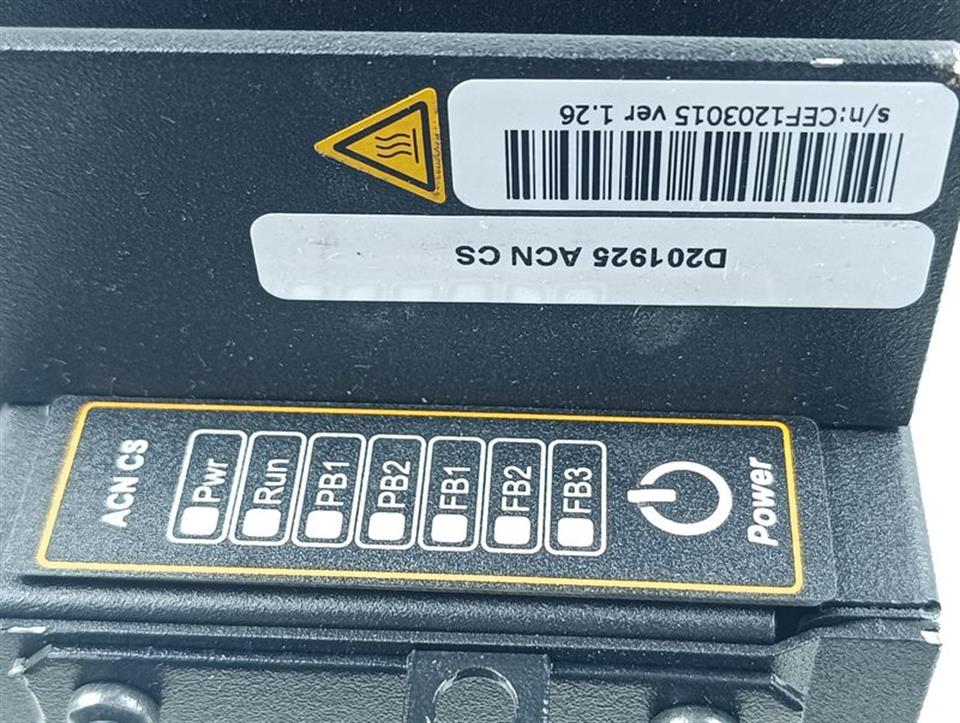 s/n:CEF1203015 ver 1.26
D201925 ACN CS
ACN CS
Pwr
Run
PB1
PB2
FB1
FB2
FB3
Power